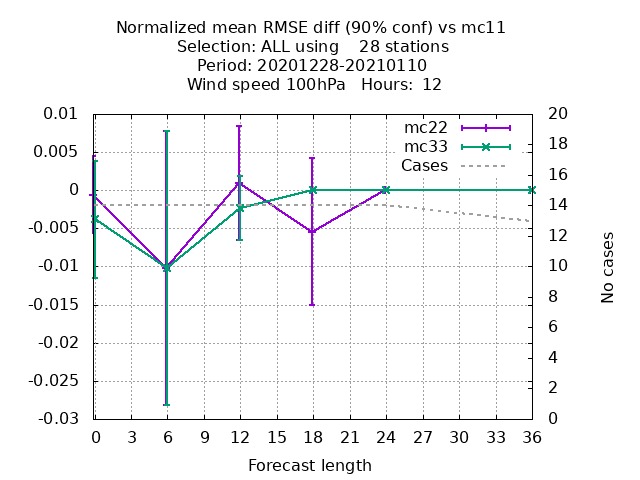 Normalized mean RMSE diff (90% conf) vs mc11
Selection: ALL using    28 stations
Period: 20201228-20210110
Wind speed 100hPa   Hours:  12
mc22
mc33
Cases
0.01
0.005
0
-0.005
-0.01
-0.015
-0.02
-0.025
-0.03
20
18
16
14
12
10
8
6
4
2
0
No cases
0 3 6 9 12 15 18 21 24 27 30 33 36
Forecast length